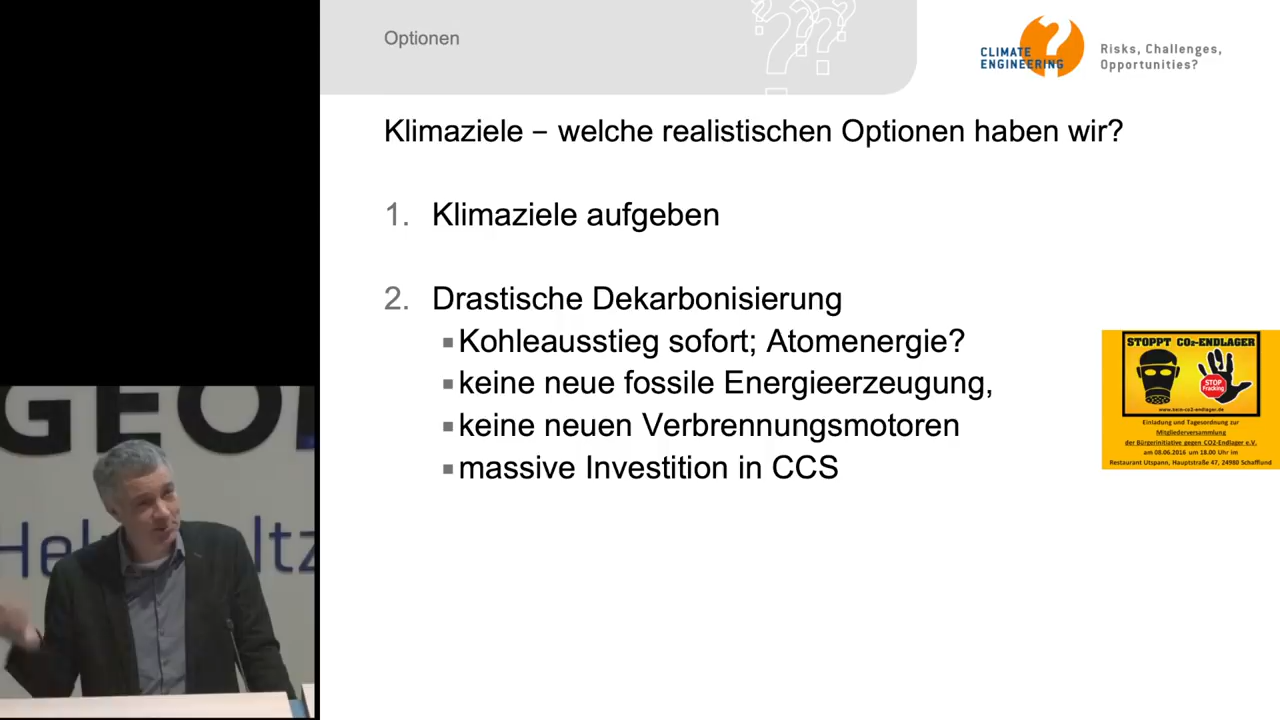 Optionen
CLIMATE
ENGINEERING
Risks, Challenges,
Opportunities?
Klimaziele – welche realistischen Optionen haben wir?
1. Klimaziele aufgeben
2. Drastische Dekarbonisierung
Kohleausstieg sofort; Atomenergie?
keine neue fossile Energieerzeugung,
keine neuen Verbrennungsmotoren
massive Investition in CCS
STOPPT CO₂-ENDLAGER
STOP
Fracking
www.kein-co2-endlager.de
Einladung und Tagesordnung zur
Mitgliederversammlung
der Bürgerinitiative gegen CO2-Endlager e.V.
am 08.06.2016 um 18.00 Uhr im
Restaurant Utspann, Hauptstraße 47, 24980 Schafflund
GEO
Hel
ltz